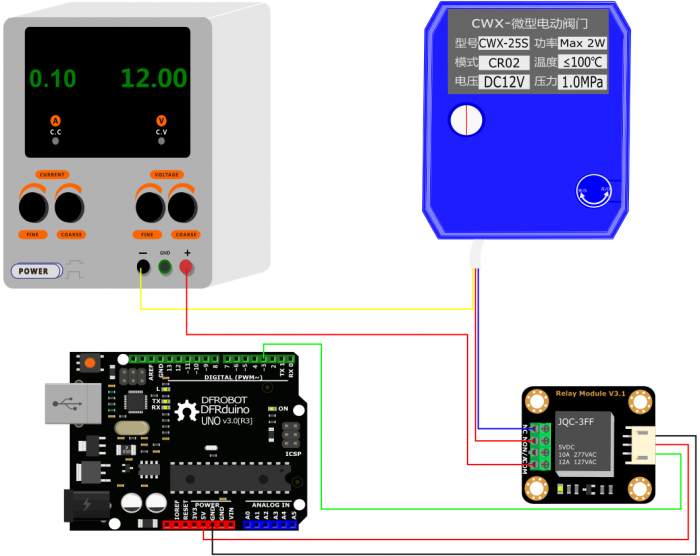 0.10 12.00
A V
C.C C.V
CURRENT VOLTAGE
FINE COARSE FINE COARSE
− GND +
POWER
CWX-微型电动阀门
型号 CWX-25S 功率 Max 2W
模式 CR02 温度 ≤100℃
电压 DC12V 压力 1.0MPa
AREF GND 13 12 ~11 ~10 ~9 8 7 ~6 ~5 4 ~3 2 TX 1 RX 0
DIGITAL (PWM~)
L
TX
RX
DFROBOT
DFRduino
UNO v3.0[R3]
ON
ICSP
POWER ANALOG IN
IOREF RESET 3V3 5V GND GND VIN A0 A1 A2 A3 A4 A5
Relay Module V3.1
NC NO N/A COM
JQC-3FF
5VDC
10A 277VAC
12A 127VAC